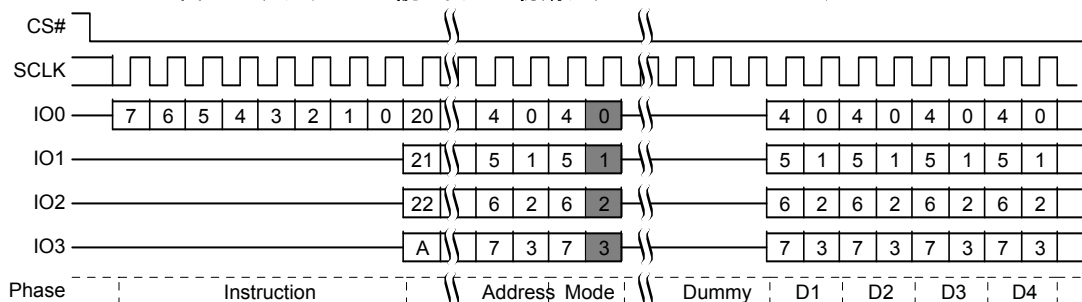 CS#
SCLK
IO0 7 6 5 4 3 2 1 0 20 4 0 4 0 4 0 4 0 4 0 4 0
IO1 21 5 1 5 1 5 1 5 1 5 1 5 1
IO2 22 6 2 6 2 6 2 6 2 6 2 6 2
IO3 A 7 3 7 3 7 3 7 3 7 3 7 3
Phase Instruction Address Mode Dummy D1 D2 D3 D4